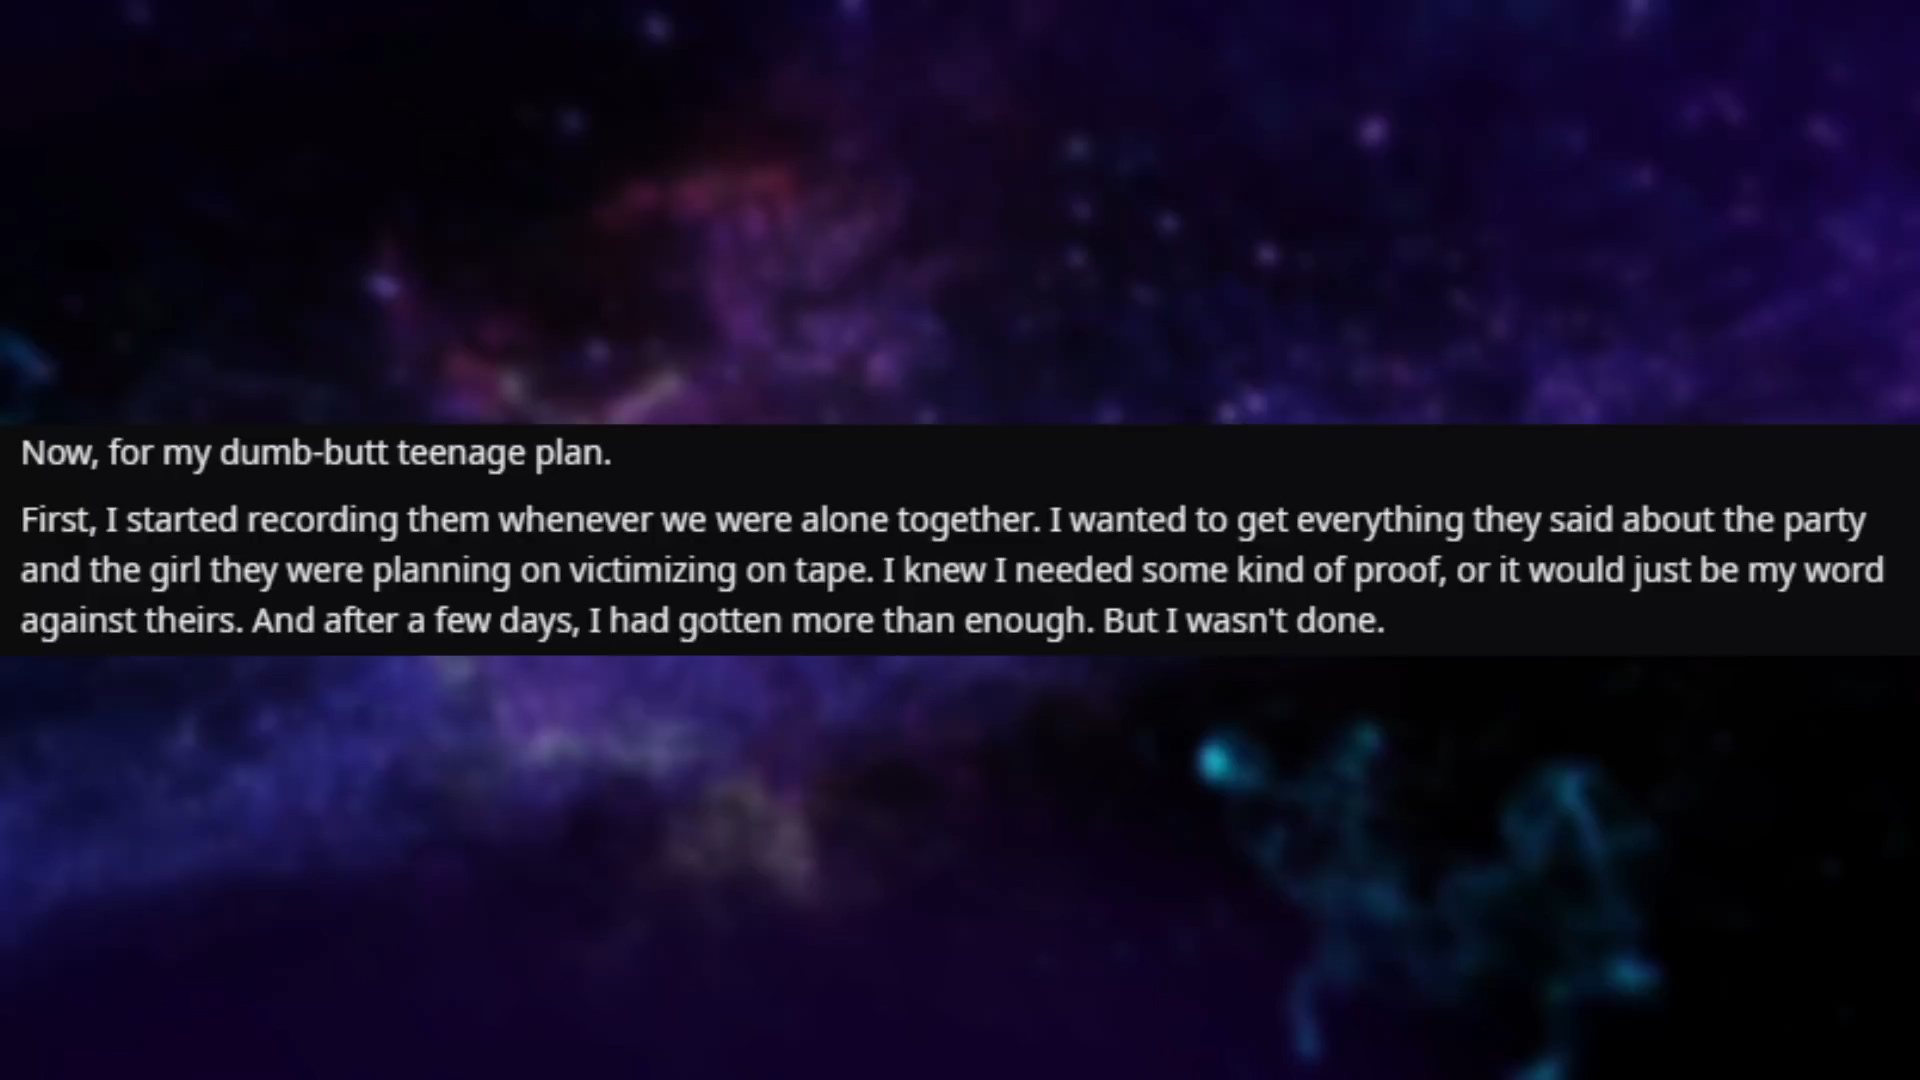 Now, for my dumb-butt teenage plan.
First, I started recording them whenever we were alone together. I wanted to get everything they said about the party
and the girl they were planning on victimizing on tape. I knew I needed some kind of proof, or it would just be my word
against theirs. And after a few days, I had gotten more than enough. But I wasn't done.